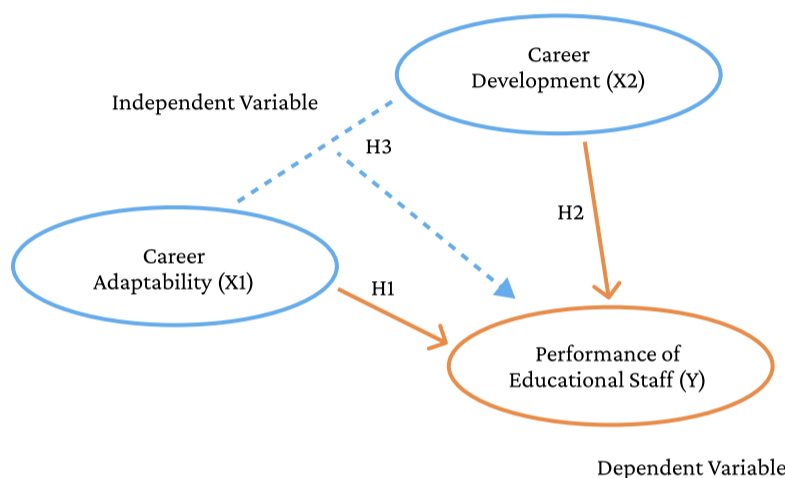 Career
Development (X2)
Independent Variable
H3
H2
Career
Adaptability (X1)
H1
Performance of
Educational Staff (Y)
Dependent Variable